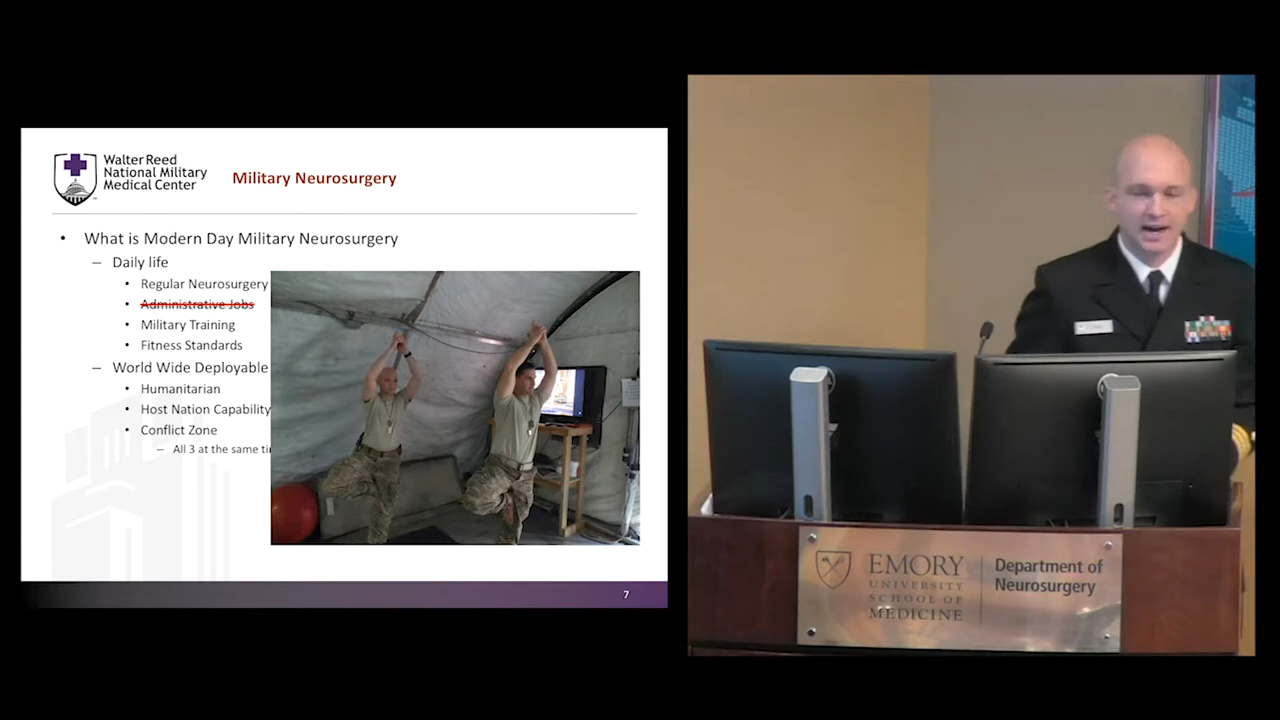 Walter Reed
National Military
Medical Center
Military Neurosurgery
• What is Modern Day Military Neurosurgery
– Daily life
• Regular Neurosurgery
• Administrative Jobs
• Military Training
• Fitness Standards
– World Wide Deployable
• Humanitarian
• Host Nation Capability
• Conflict Zone
– All 3 at the same ti
7
EMORY
UNIVERSITY
SCHOOL OF
MEDICINE
Department of
Neurosurgery